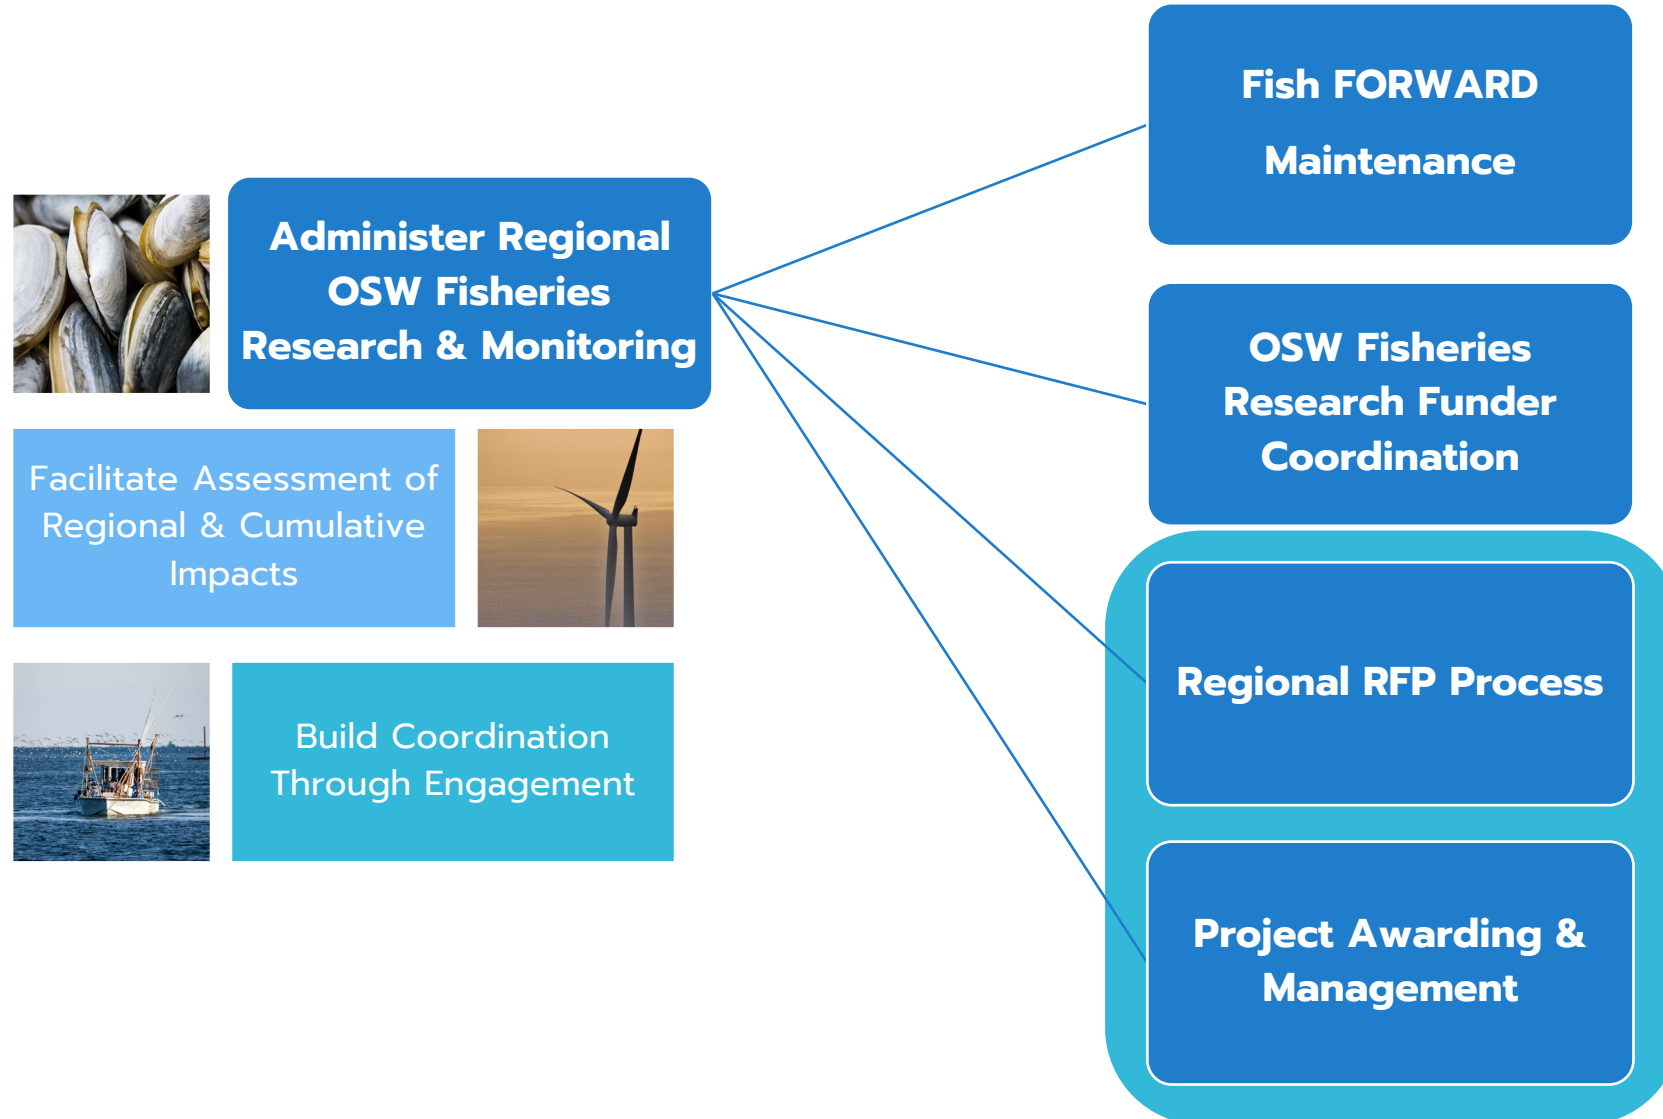 Administer Regional
OSW Fisheries
Research & Monitoring
Facilitate Assessment of
Regional & Cumulative
Impacts
Build Coordination
Through Engagement
Fish FORWARD
Maintenance
OSW Fisheries
Research Funder
Coordination
Regional RFP Process
Project Awarding &
Management